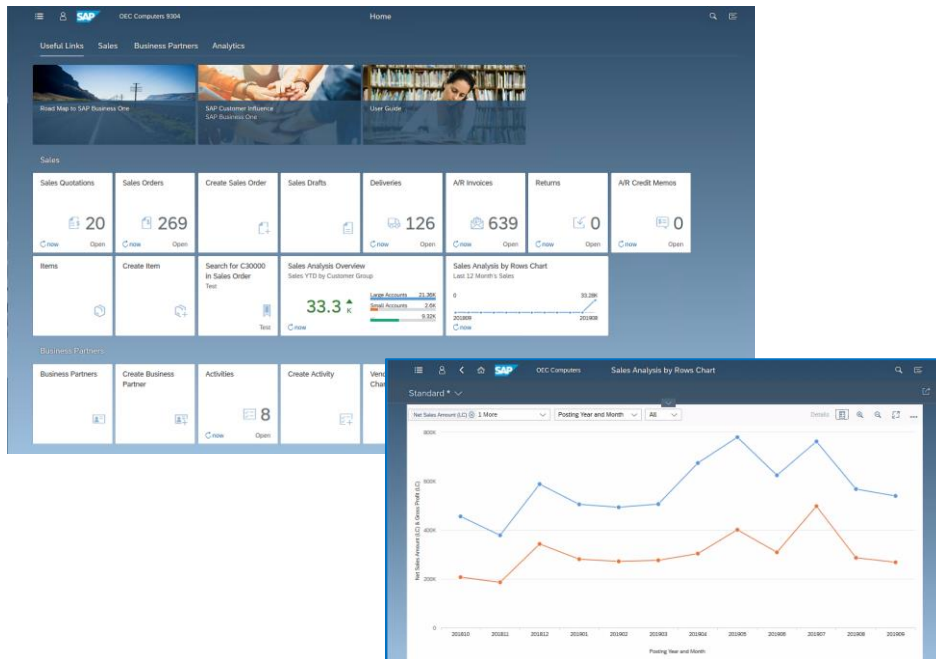 SAP OEC Computers 9304 Home
Useful Links Sales Business Partners Analytics
Road Map to SAP Business One
SAP Customer Influence
SAP Business One
User Guide
Sales
Sales Quotations
20
now Open
Sales Orders
269
now Open
Create Sales Order
Sales Drafts
Deliveries
126
now Open
A/R Invoices
639
now Open
Returns
0
now Open
A/R Credit Memos
0
now Open
Items
Create Item
Search for C30000
in Sales Order
Test
Test
Sales Analysis Overview
Sales YTD by Customer Group
33.3 K
Large Accounts 21.36K
Small Accounts 2.6K
9.32K
now
Sales Analysis by Rows Chart
Last 12 Month's Sales
0 33.28K
201809 201909
now
Business Partners
Business Partners
Create Business
Partner
Activities
8
now Open
Create Activity
SAP OEC Computers Sales Analysis by Rows Chart
Standard *
Net Sales Amount (LC) 1 More Posting Year and Month All Details
Net Sales Amount (LC) & Gross Profit (LC)
800K
600K
400K
200K
0
201810 201811 201812 201901 201902 201903 201904 201905 201906 201907 201908 201909
Posting Year and Month